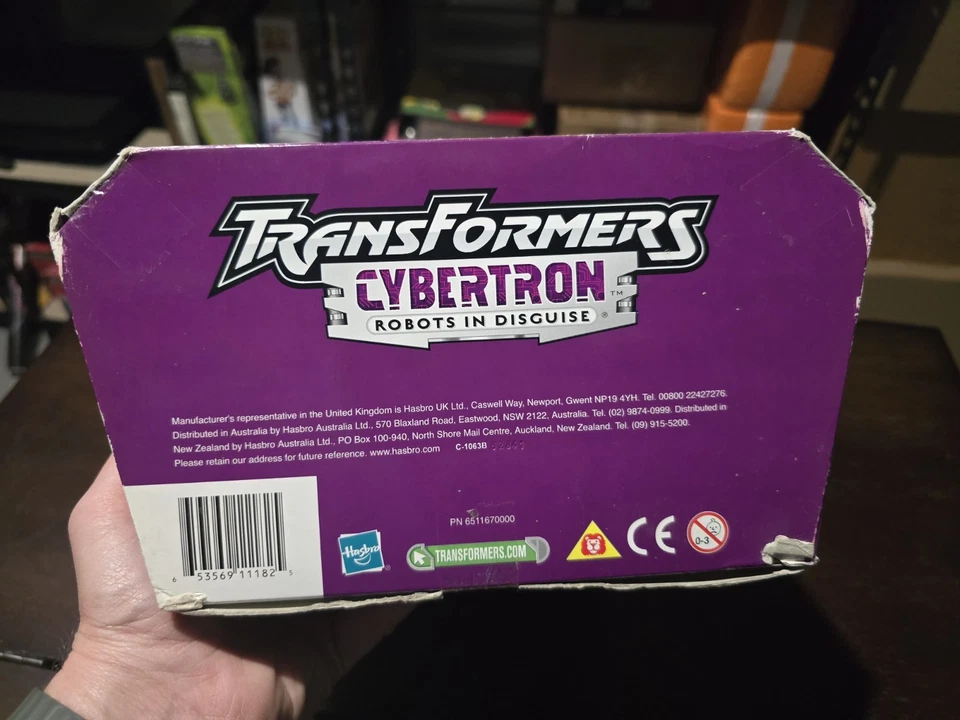 TRANSFORMERS
CYBERTRON™
ROBOTS IN DISGUISE®
Manufacturer's representative in the United Kingdom is Hasbro UK Ltd., Caswell Way, Newport, Gwent NP19 4YH. Tel. 00800 22427276.
Distributed in Australia by Hasbro Australia Ltd., 570 Blaxland Road, Eastwood, NSW 2122, Australia. Tel. (02) 9874-0999. Distributed in
New Zealand by Hasbro Australia Ltd., PO Box 100-940, North Shore Mail Centre, Auckland, New Zealand. Tel. (09) 915-5200.
Please retain our address for future reference. www.hasbro.com C-1063B
PN 6511670000
Hasbro®
TRANSFORMERS.COM
CE
0-3
6 53569 11182 5